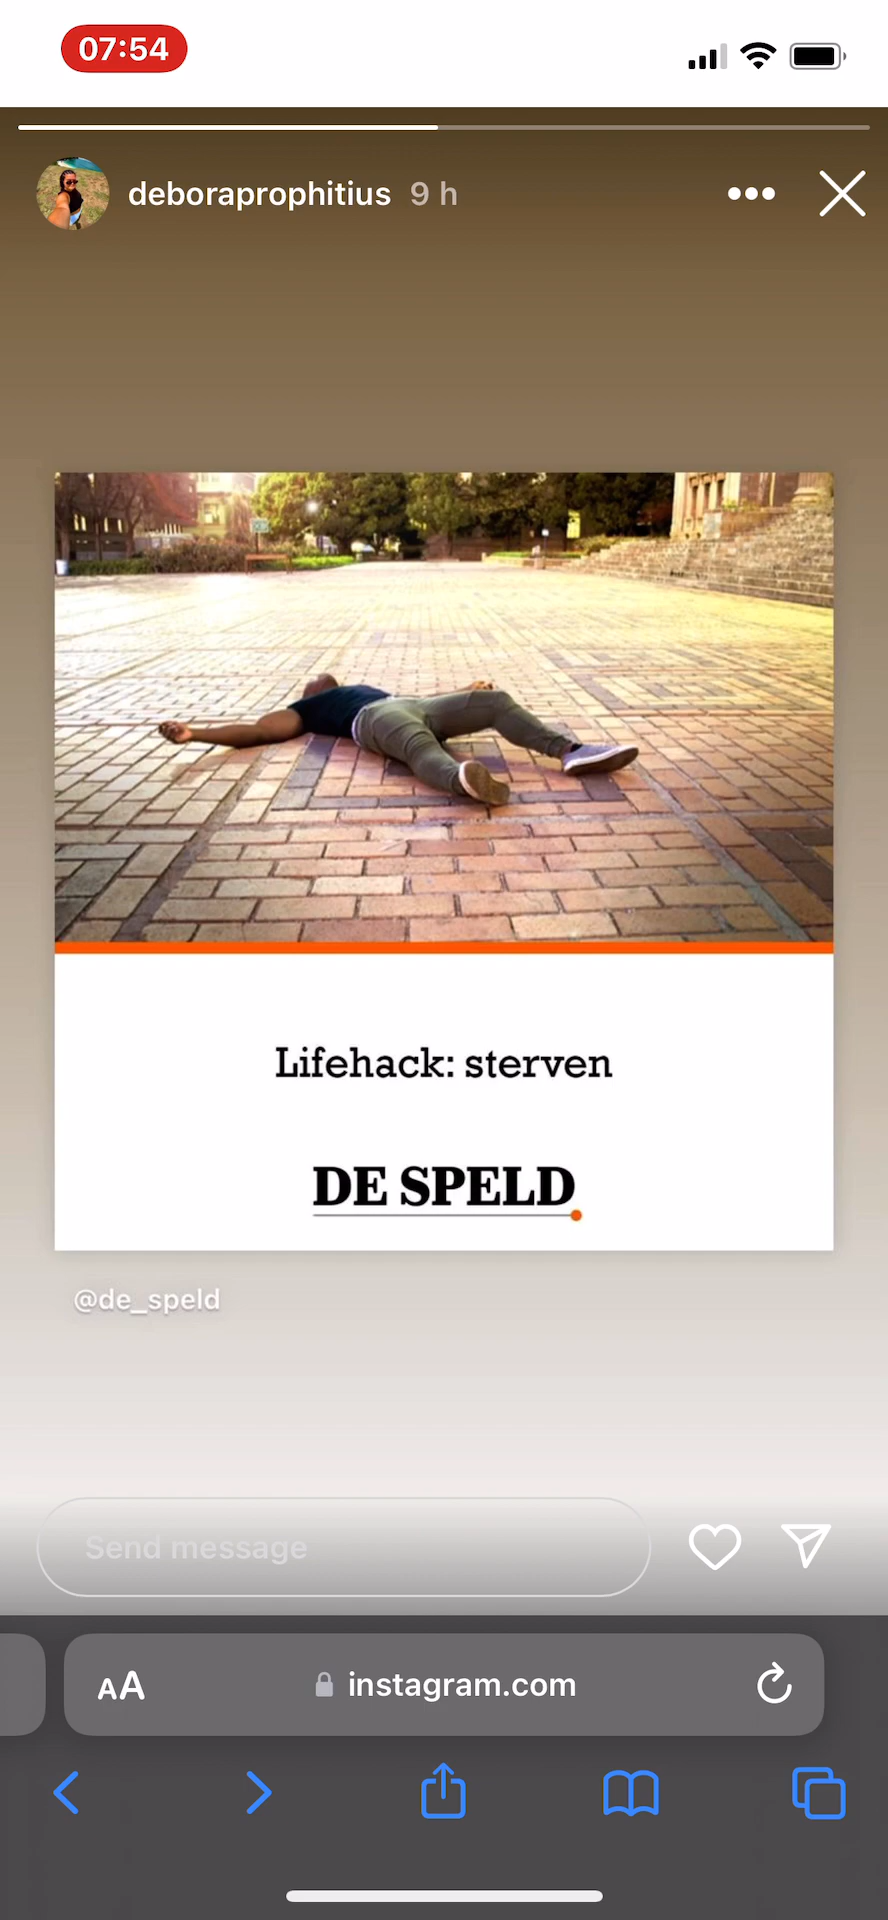 07:54
deboraprophitius 9 h
Lifehack: sterven
DE SPELD
@de_speld
Send message
AA instagram.com